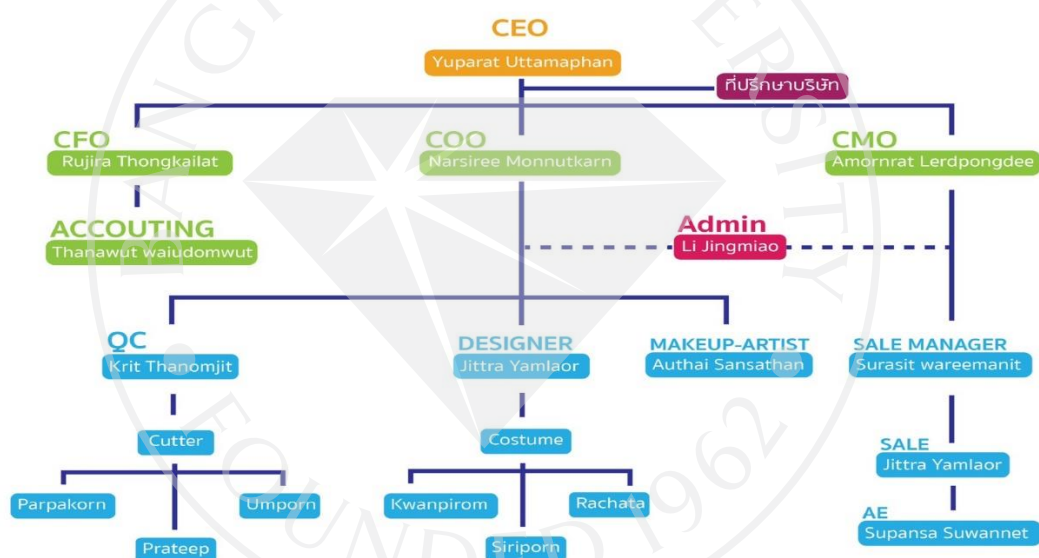 CEO
Yuparat Uttamaphan
ที่ปรึกษาบริษัท
CFO
Rujira Thongkailat
COO
Narsiree Monnutkarn
CMO
Amornrat Lerdpongdee
ACCOUTING
Thanawut waiudomwut
Admin
Li Jingmiao
QC
Krit Thanomjit
DESIGNER
Jittra Yamlaor
MAKEUP-ARTIST
Authai Sansathan
SALE MANAGER
Surasit wareemanit
Cutter
Costume
SALE
Jittra Yamlaor
Parpakorn
Umporn
Kwanpirom
Rachata
Prateep
Siriporn
AE
Supansa Suwannet
FOUNDED 1962